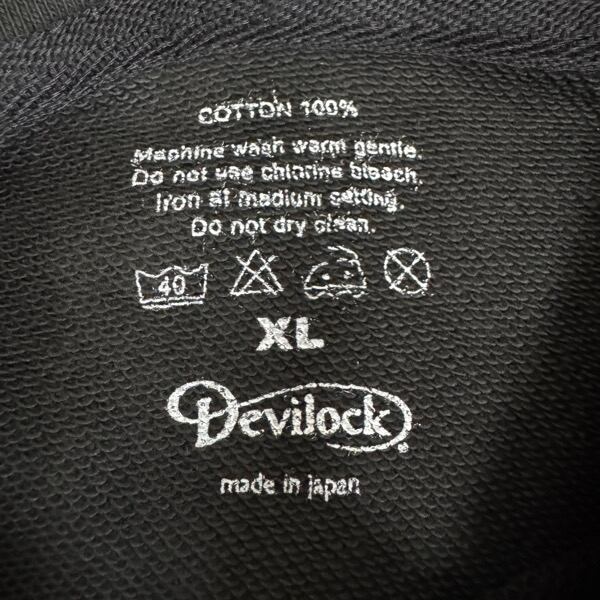 COTTON 100%
Machine wash warm gentle.
Do not use chlorine bleach.
Iron at medium setting.
Do not dry clean.
40
XL
Devilock®
made in japan